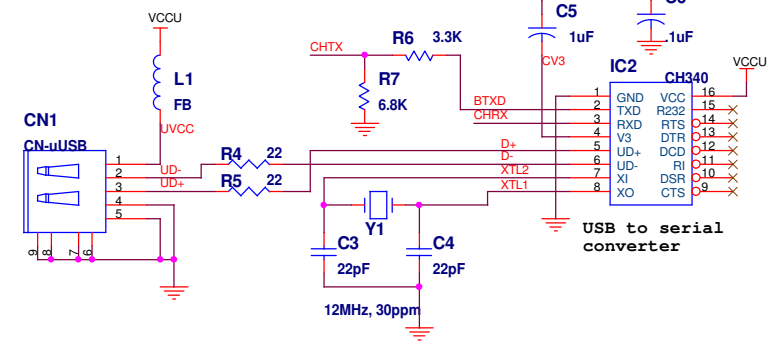 C5
1uF
.1uF
VCCU
CHTX
R6 3.3K
CV3
VCCU
L1
FB
R7
6.8K
IC2
CH340
UVCC
CN1
CN-uUSB
BTXD
CHRX
1 GND VCC 16
2 TXD R232 15
3 RXD RTS 14
4 V3 DTR 13
5 UD+ DCD 12
6 UD- RI 11
7 XI DSR 10
8 XO CTS 9
D+
D-
XTL2
XTL1
1
2 UD-
3 UD+
4
5
R4 22
R5 22
Y1
C3
22pF
C4
22pF
9 8 7 6
12MHz, 30ppm
USB to serial
converter